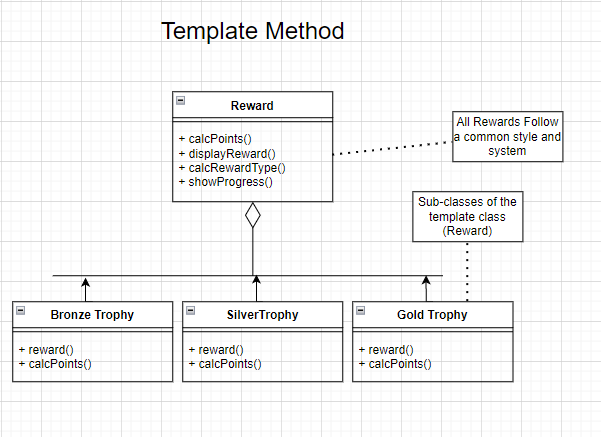 Template Method
Reward
+ calcPoints()
+ displayReward()
+ calcRewardType()
+ showProgress()
All Rewards Follow
a common style and
system
Sub-classes of the
template class
(Reward)
Bronze Trophy
+ reward()
+ calcPoints()
SilverTrophy
+ reward()
+ calcPoints()
Gold Trophy
+ reward()
+ calcPoints()